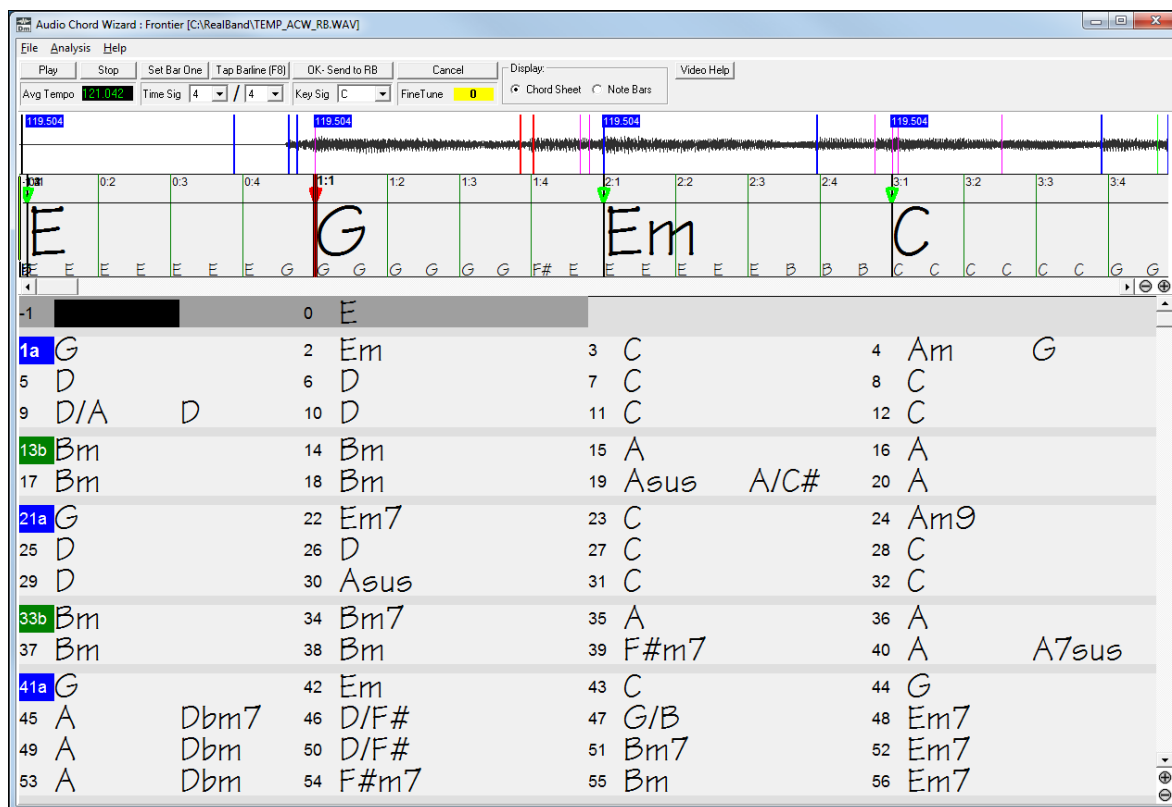 Audio Chord Wizard : Frontier [C:\RealBand\TEMP_ACW_RB.WAV]
File Analysis Help
Play Stop Set Bar One Tap Barline (F8) OK- Send to RB Cancel Display: Video Help
Avg Tempo 121.042 Time Sig 4 / 4 Key Sig C FineTune 0 Chord Sheet Note Bars
119.504 119.504 119.504 119.504
0:2 0:3 0:4 1:1 1:2 1:3 1:4 2:1 2:2 2:3 2:4 3:1 3:2 3:3 3:4
E G Em C
E E E E E E E G G G G G G G F# E E E E E E B B B C C C C C C G G
-1 0 E
1a G 2 Em 3 C 4 Am G
5 D 6 D 7 C 8 C
9 D/A D 10 D 11 C 12 C
13b Bm 14 Bm 15 A 16 A
17 Bm 18 Bm 19 Asus A/C# 20 A
21a G 22 Em7 23 C 24 Am9
25 D 26 D 27 C 28 C
29 D 30 Asus 31 C 32 C
33b Bm 34 Bm7 35 A 36 A
37 Bm 38 Bm 39 F#m7 40 A A7sus
41a G 42 Em 43 C 44 G
45 A Dbm7 46 D/F# 47 G/B 48 Em7
49 A Dbm 50 D/F# 51 Bm7 52 Em7
53 A Dbm 54 F#m7 55 Bm 56 Em7